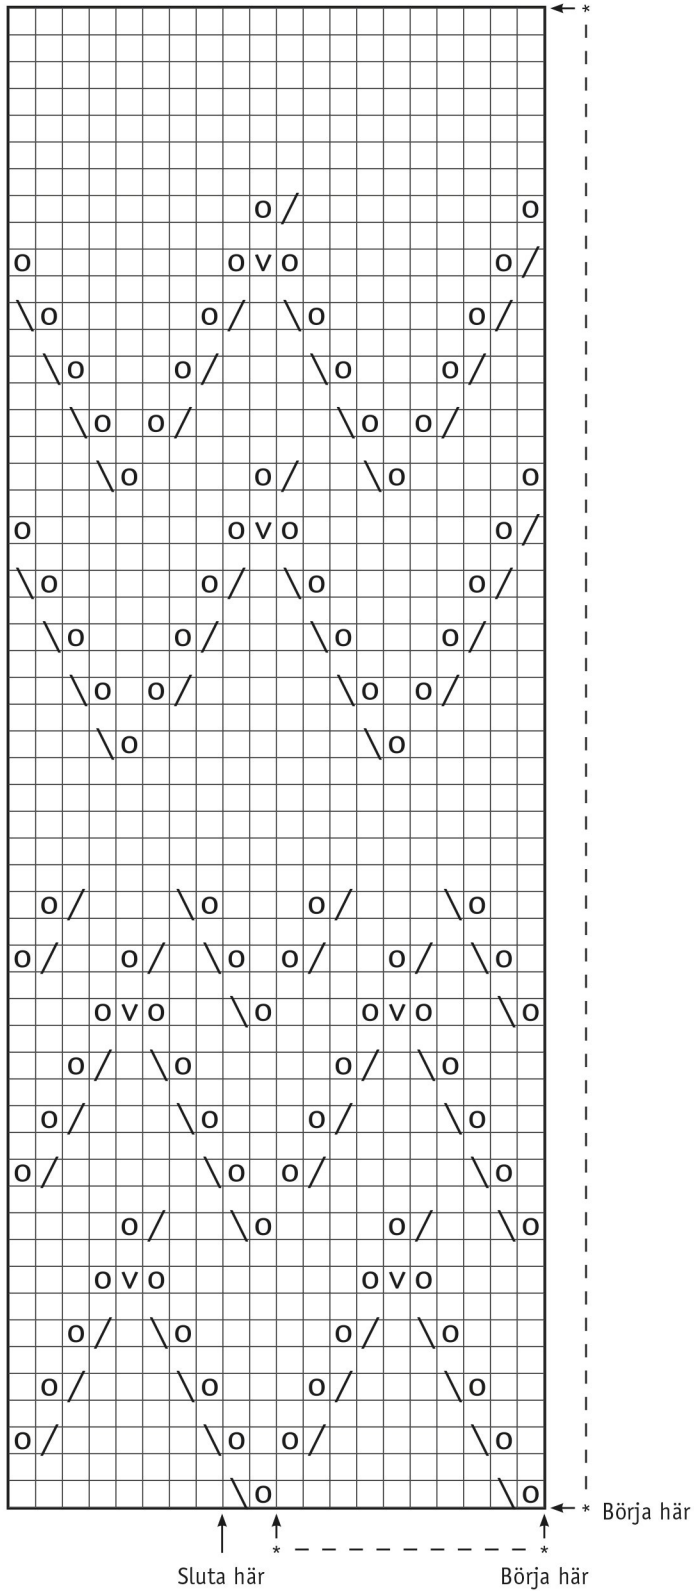 *
o / o
o o v o o /
\ o o / \ o o /
\ o o / \ o o /
\ o o / \ o o /
\ o o / \ o o
o o v o o /
\ o o / \ o o /
\ o o / \ o o /
\ o o / \ o o /
\ o \ o
o / \ o o / \ o
o / o / \ o o / o / \ o
o v o \ o o v o \ o
o / \ o o / \ o
o / \ o o / \ o
o / \ o o / \ o
o / \ o o / \ o
o v o o v o
o / \ o o / \ o
o / \ o o / \ o
o / \ o o / \ o
\ o \ o
* Börja här
* *
Sluta här Börja här